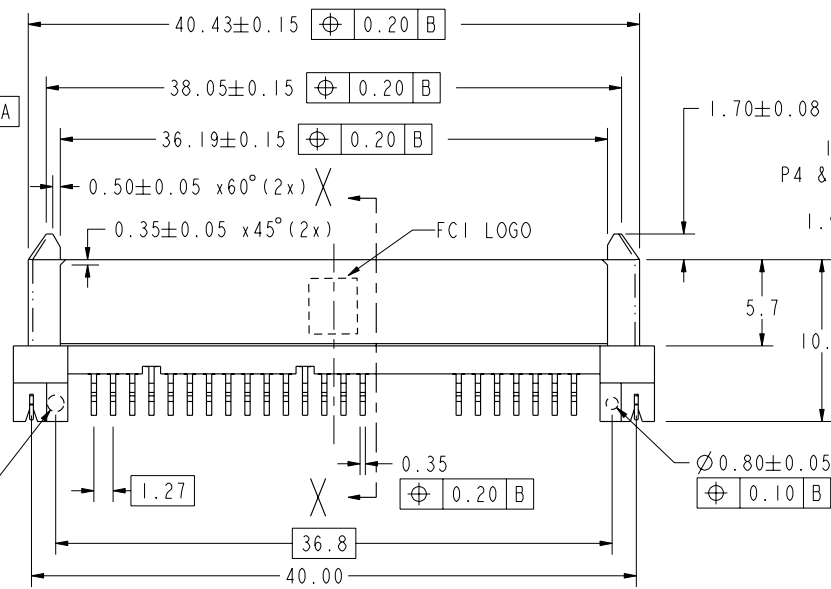 40.43±0.15 ⌖ 0.20 B
38.05±0.15 ⌖ 0.20 B
A
1.70±0.08
36.19±0.15 ⌖ 0.20 B
P4 &
0.50±0.05 x60°(2x)
X
1.
0.35±0.05 x45°(2x)
FCI LOGO
5.7
10.
0.35
⌖ 0.20 B
1.27
X
Ø0.80±0.05
⌖ 0.10 B
36.8
40.00